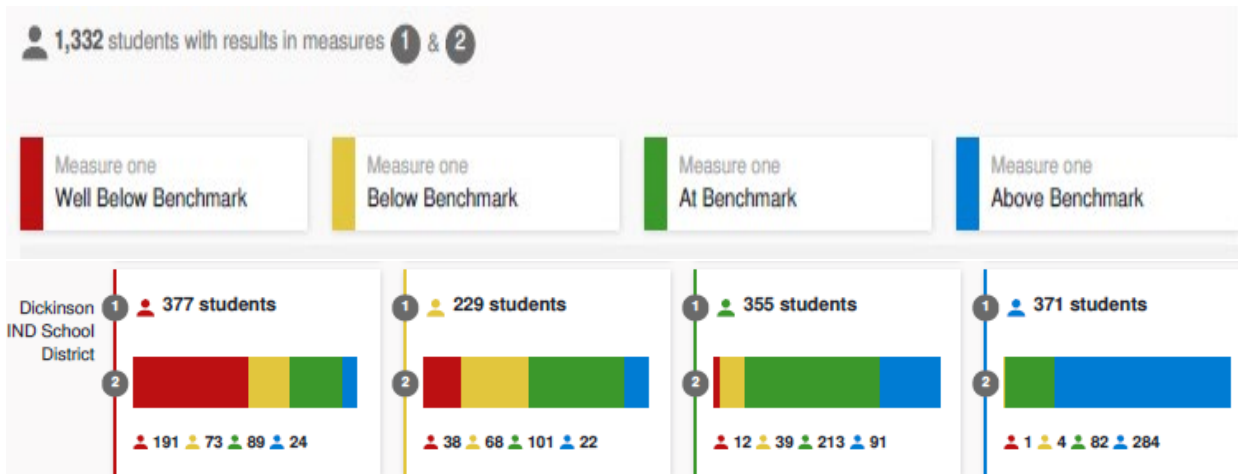 1,332 students with results in measures 1 & 2
Measure one
Well Below Benchmark
Measure one
Below Benchmark
Measure one
At Benchmark
Measure one
Above Benchmark
Dickinson
IND School
District
1 377 students
2
191 73 89 24
1 229 students
2
38 68 101 22
1 355 students
2
12 39 213 91
1 371 students
2
1 4 82 284